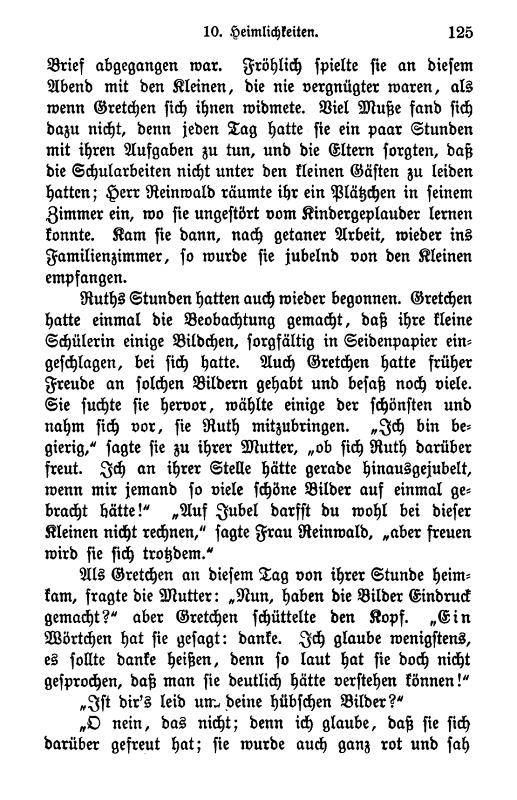 10. Heimlichkeiten. 125
Brief abgegangen war. Fröhlich spielte sie an diesem
Abend mit den Kleinen, die nie vergnügter waren, als
wenn Gretchen sich ihnen widmete. Viel Muße fand sich
dazu nicht, denn jeden Tag hatte sie ein paar Stunden
mit ihren Aufgaben zu tun, und die Eltern sorgten, daß
die Schularbeiten nicht unter den kleinen Gästen zu leiden
hatten; Herr Reinwald räumte ihr ein Plätzchen in seinem
Zimmer ein, wo sie ungestört vom Kindergeplauder lernen
konnte. Kam sie dann, nach getaner Arbeit, wieder ins
Familienzimmer, so wurde sie jubelnd von den Kleinen
empfangen.
Ruths Stunden hatten auch wieder begonnen. Gretchen
hatte einmal die Beobachtung gemacht, daß ihre kleine
Schülerin einige Bildchen, sorgfältig in Seidenpapier ein-
geschlagen, bei sich hatte. Auch Gretchen hatte früher
Freude an solchen Bildern gehabt und besaß noch viele.
Sie suchte sie hervor, wählte einige der schönsten und
nahm sich vor, sie Ruth mitzubringen. „Ich bin be-
gierig,“ sagte sie zu ihrer Mutter, „ob sich Ruth darüber
freut. Ich an ihrer Stelle hätte gerade hinausgejubelt,
wenn mir jemand so viele schöne Bilder auf einmal ge-
bracht hätte!“ „Auf Jubel darfst du wohl bei dieser
Kleinen nicht rechnen,“ sagte Frau Reinwald, „aber freuen
wird sie sich trotzdem.“
Als Gretchen an diesem Tag von ihrer Stunde heim-
kam, fragte die Mutter: „Nun, haben die Bilder Eindruck
gemacht?“ aber Gretchen schüttelte den Kopf. „Ein
Wörtchen hat sie gesagt: danke. Ich glaube wenigstens,
es sollte danke heißen, denn so laut hat sie doch nicht
gesprochen, daß man sie deutlich hätte verstehen können!“
„Ist dir's leid um deine hübschen Bilder?“
„O nein, das nicht; denn ich glaube, daß sie sich
darüber gefreut hat; sie wurde auch ganz rot und sah